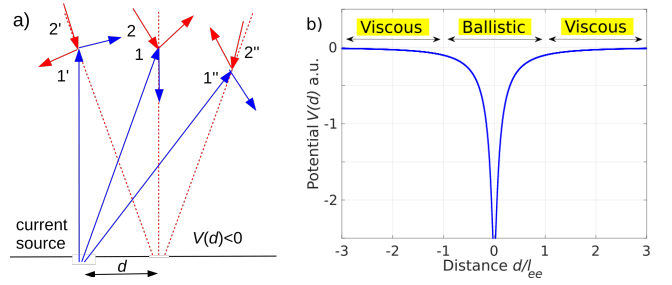 a)
2'
2
1
2''
1'
1''
current
source
V(d)<0
d
b)
Viscous
Ballistic
Viscous
Potential V(d) a.u.
0
-1
-2
-3
-2
-1
0
1
2
3
Distance d/lee